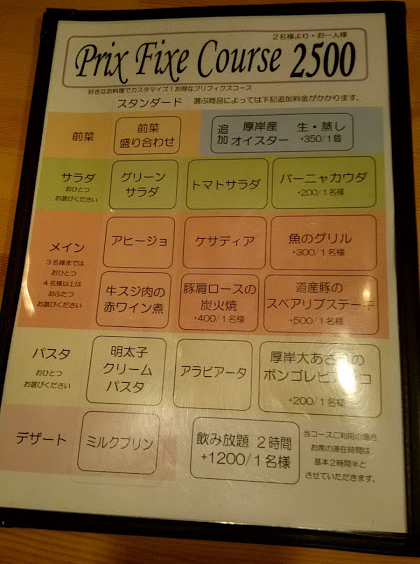 2名様より・お一人様
Prix Fixe Course 2500
好きなお料理でカスタマイズ！お得なプリフィクスコース
スタンダード 選ぶ商品によっては下記追加料金がかかります。
前菜
前菜
盛り合わせ
追加
厚岸産 生・蒸し
オイスター +350/1個
サラダ
おひとつ
お選びください
グリーン
サラダ
トマトサラダ
バーニャカウダ
+200/1名様
メイン
3名様までは
おひとつ
4名様以上は
おふたつ
お選びください
アヒージョ
ケサディア
魚のグリル
+300/1名様
牛スジ肉の
赤ワイン煮
豚肩ロースの
炭火焼
+400/1名様
道産豚の
スペアリブステーキ
+500/1名様
パスタ
おひとつ
お選びください
明太子
クリーム
パスタ
アラビアータ
厚岸大あさりの
ボンゴレビアンコ
+200/1名様
デザート
ミルクプリン
飲み放題 2時間
+1200/1名様
当コースご利用の場合
お席の滞在時間は
基本2時間半と
させていただきます。